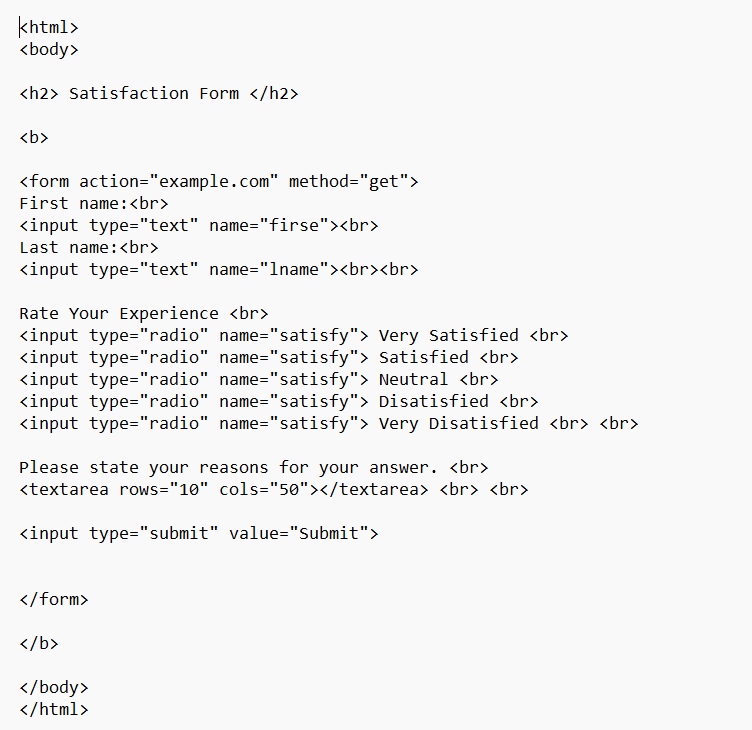 <html>
<body>
<h2> Satisfaction Form </h2>
<b>
<form action="example.com" method="get">
First name:<br>
<input type="text" name="firse"><br>
Last name:<br>
<input type="text" name="lname"><br><br>
Rate Your Experience <br>
<input type="radio" name="satisfy"> Very Satisfied <br>
<input type="radio" name="satisfy"> Satisfied <br>
<input type="radio" name="satisfy"> Neutral <br>
<input type="radio" name="satisfy"> Disatisfied <br>
<input type="radio" name="satisfy"> Very Disatisfied <br> <br>
Please state your reasons for your answer. <br>
<textarea rows="10" cols="50"></textarea> <br> <br>
<input type="submit" value="Submit">
</form>
</b>
</body>
</html>